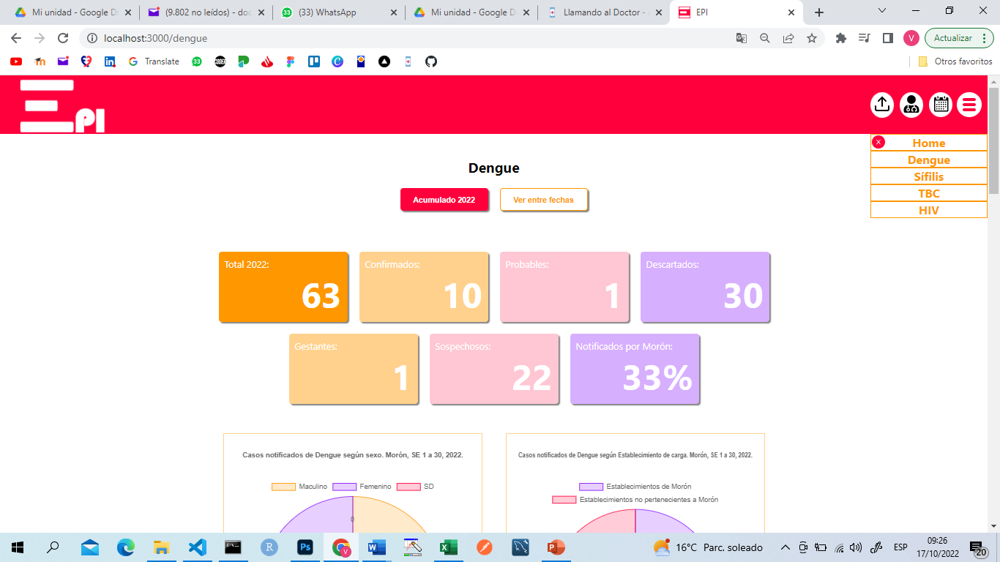 Mi unidad - Google D
(9.802 no leídos) - doc
(33) WhatsApp
Mi unidad - Google D
Llamando al Doctor -
EPI
localhost:3000/dengue
V
Actualizar
33
G Translate
CODER
Otros favoritos
EPI
X
Home
Dengue
Sífilis
TBC
HIV
Dengue
Acumulado 2022
Ver entre fechas
Total 2022:
63
Confirmados:
10
Probables:
1
Descartados:
30
Gestantes:
1
Sospechosos:
22
Notificados por Morón:
33%
Casos notificados de Dengue según sexo. Morón, SE 1 a 30, 2022.
Maculino Femenino SD
0
Casos notificados de Dengue según Establecimiento de carga. Morón, SE 1 a 30, 2022.
Establecimientos de Morón
Establecimientos no pertenecientes a Morón
16°C Parc. soleado
ESP
09:26
17/10/2022
20